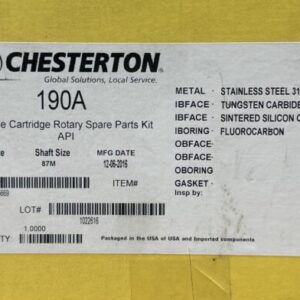 CHESTERTON
Global Solutions, Local Service.
190A
e Cartridge Rotary Spare Parts Kit
API
Shaft Size
MFG DATE
87M
12-05-2016
ITEM#
LOT#
1022616
1.0000
METAL - STAINLESS STEEL 31
IBFACE - TUNGSTEN CARBIDE
IBFACE - SINTERED SILICON C
IBORING - FLUOROCARBON
OBFACE -
OBFACE -
OBORING
GASKET -
Insp by:
Packaged in the USA of USA and imported components